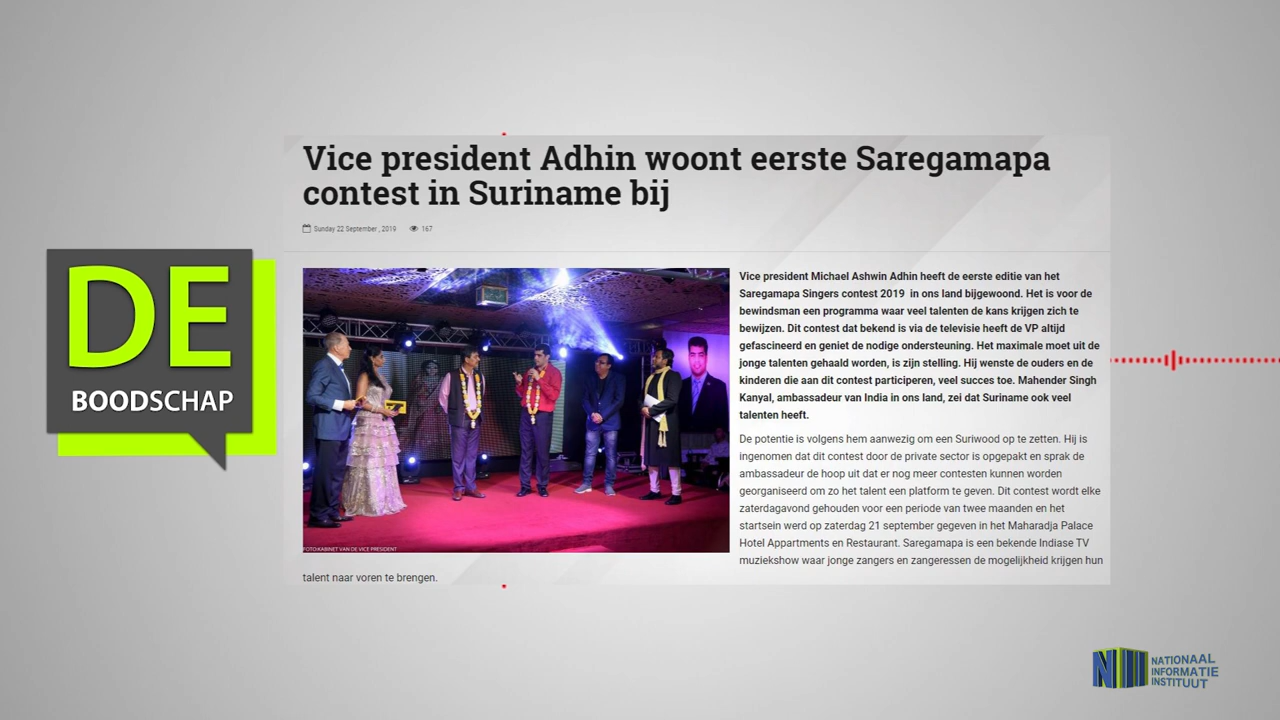 Vice president Adhin woont eerste Saregamapa
contest in Suriname bij
Sunday 22 September , 2019 167
DE
BOODSCHAP
Vice president Michael Ashwin Adhin heeft de eerste editie van het
Saregamapa Singers contest 2019 in ons land bijgewoond. Het is voor de
bewindsman een programma waar veel talenten de kans krijgen zich te
bewijzen. Dit contest dat bekend is via de televisie heeft de VP altijd
gefascineerd en geniet de nodige ondersteuning. Het maximale moet uit de
jonge talenten gehaald worden, is zijn stelling. Hij wenste de ouders en de
kinderen die aan dit contest participeren, veel succes toe. Mahender Singh
Kanyal, ambassadeur van India in ons land, zei dat Suriname ook veel
talenten heeft.
De potentie is volgens hem aanwezig om een Suriwood op te zetten. Hij is
ingenomen dat dit contest door de private sector is opgepakt en sprak de
ambassadeur de hoop uit dat er nog meer contesten kunnen worden
georganiseerd om zo het talent een platform te geven. Dit contest wordt elke
zaterdagavond gehouden voor een periode van twee maanden en het
startsein werd op zaterdag 21 september gegeven in het Maharadja Palace
Hotel Appartments en Restaurant. Saregamapa is een bekende Indiase TV
muziekshow waar jonge zangers en zangeressen de mogelijkheid krijgen hun
talent naar voren te brengen.
FOTO:KABINET VAN DE VICE PRESIDENT
NII NATIONAAL
INFORMATIE
INSTITUUT